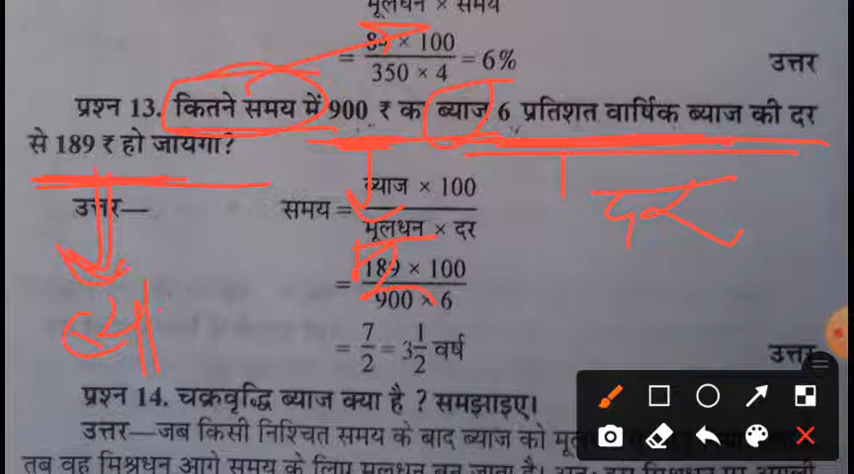 मूलधन × समय
= 84 × 100 / 350 × 4 = 6% उत्तर
प्रश्न 13. कितने समय में 900 ₹ का ब्याज 6 प्रतिशत वार्षिक ब्याज की दर
से 189 ₹ हो जायेगा?
उत्तर— समय = ब्याज × 100 / मूलधन × दर
दर
= 189 × 100 / 900 × 6
= 7/2 = 3 1/2 वर्ष उत्तर
प्रश्न 14. चक्रवृद्धि ब्याज क्या है ? समझाइए।
उत्तर—जब किसी निश्चित समय के बाद ब्याज को
तब वह मिश्रधन आगे समय के लिए मूलधन बन जाता है।